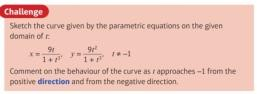 Challenge
Sketch the curve given by the parametric equations on the given
domain of t:
x = 9t / (1 + t³), y = 9t² / (1 + t³), t ≠ −1
Comment on the behaviour of the curve as t approaches −1 from the
positive direction and from the negative direction.